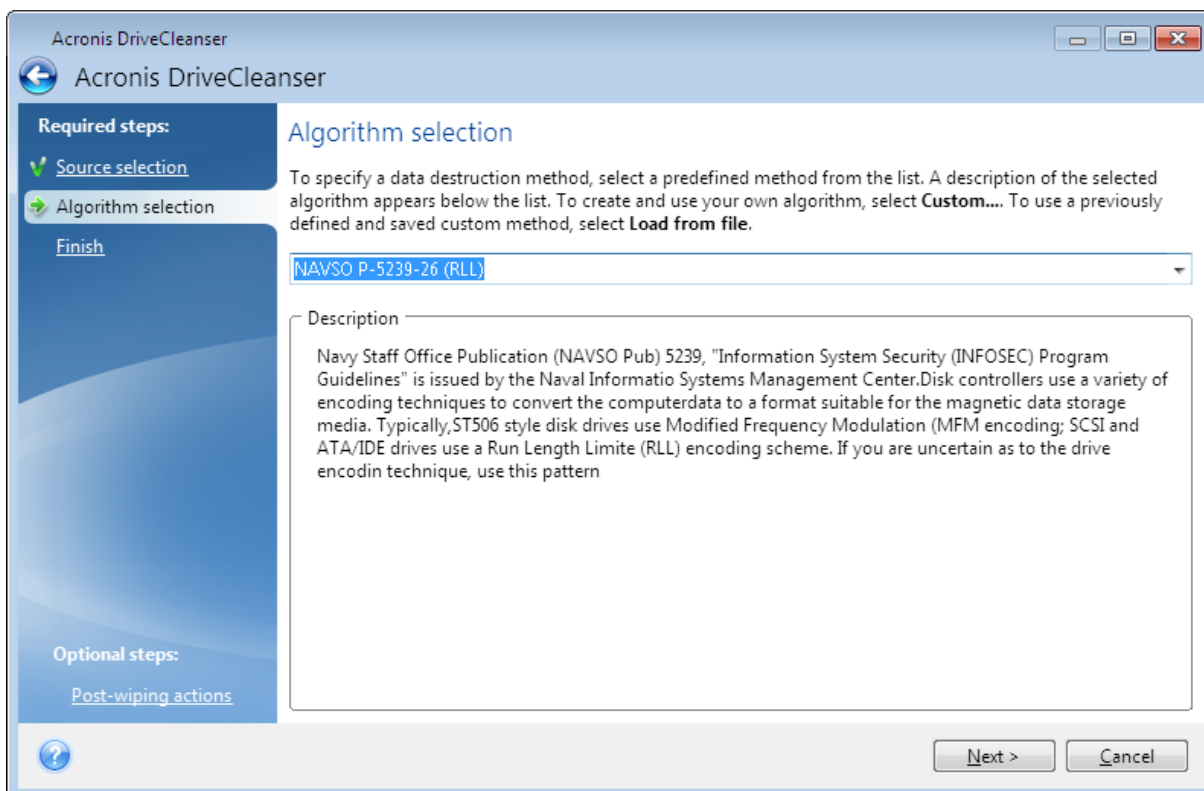 Acronis DriveCleanser
Acronis DriveCleanser
Required steps:
Source selection
Algorithm selection
Finish
Optional steps:
Post-wiping actions
Algorithm selection
To specify a data destruction method, select a predefined method from the list. A description of the selected
algorithm appears below the list. To create and use your own algorithm, select Custom.... To use a previously
defined and saved custom method, select Load from file.
NAVSO P-5239-26 (RLL)
Description
Navy Staff Office Publication (NAVSO Pub) 5239, "Information System Security (INFOSEC) Program
Guidelines" is issued by the Naval Informatio Systems Management Center.Disk controllers use a variety of
encoding techniques to convert the computerdata to a format suitable for the magnetic data storage
media. Typically,ST506 style disk drives use Modified Frequency Modulation (MFM encoding; SCSI and
ATA/IDE drives use a Run Length Limite (RLL) encoding scheme. If you are uncertain as to the drive
encodin technique, use this pattern
?
Next >
Cancel